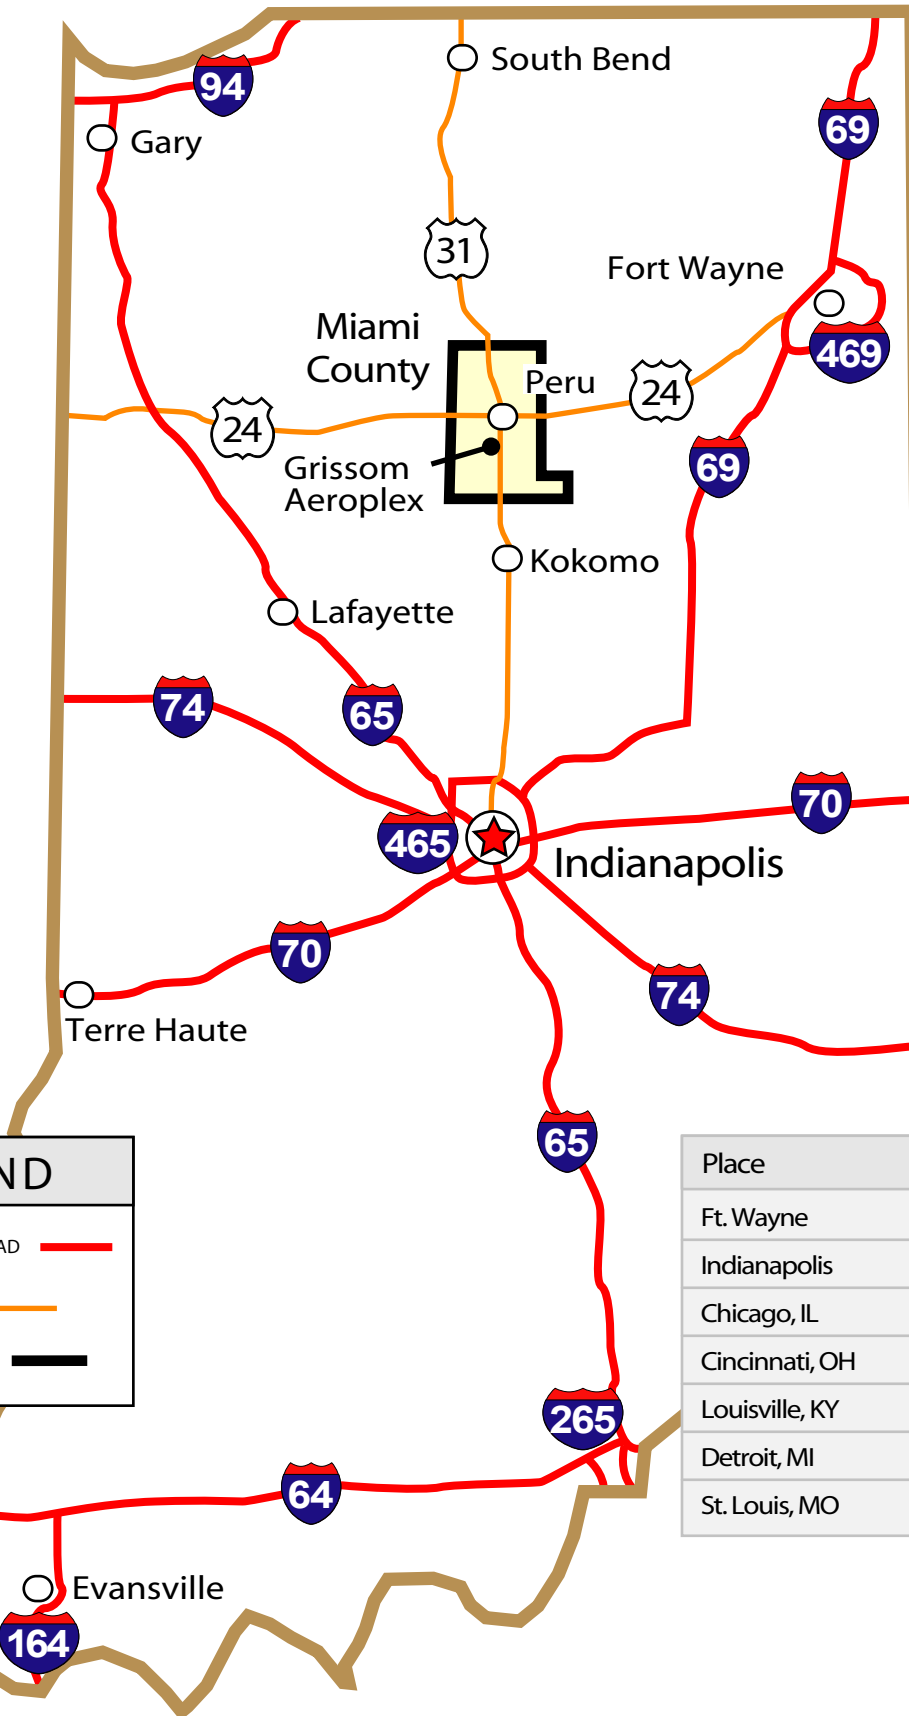 South Bend
94
69
Gary
31
Fort Wayne
Miami
County
469
Peru
24
24
Grissom
Aeroplex
69
Kokomo
Lafayette
74
65
70
465
Indianapolis
70
74
Terre Haute
65
ND
AD
Place
Ft. Wayne
Indianapolis
Chicago, IL
Cincinnati, OH
Louisville, KY
Detroit, MI
St. Louis, MO
265
64
Evansville
164